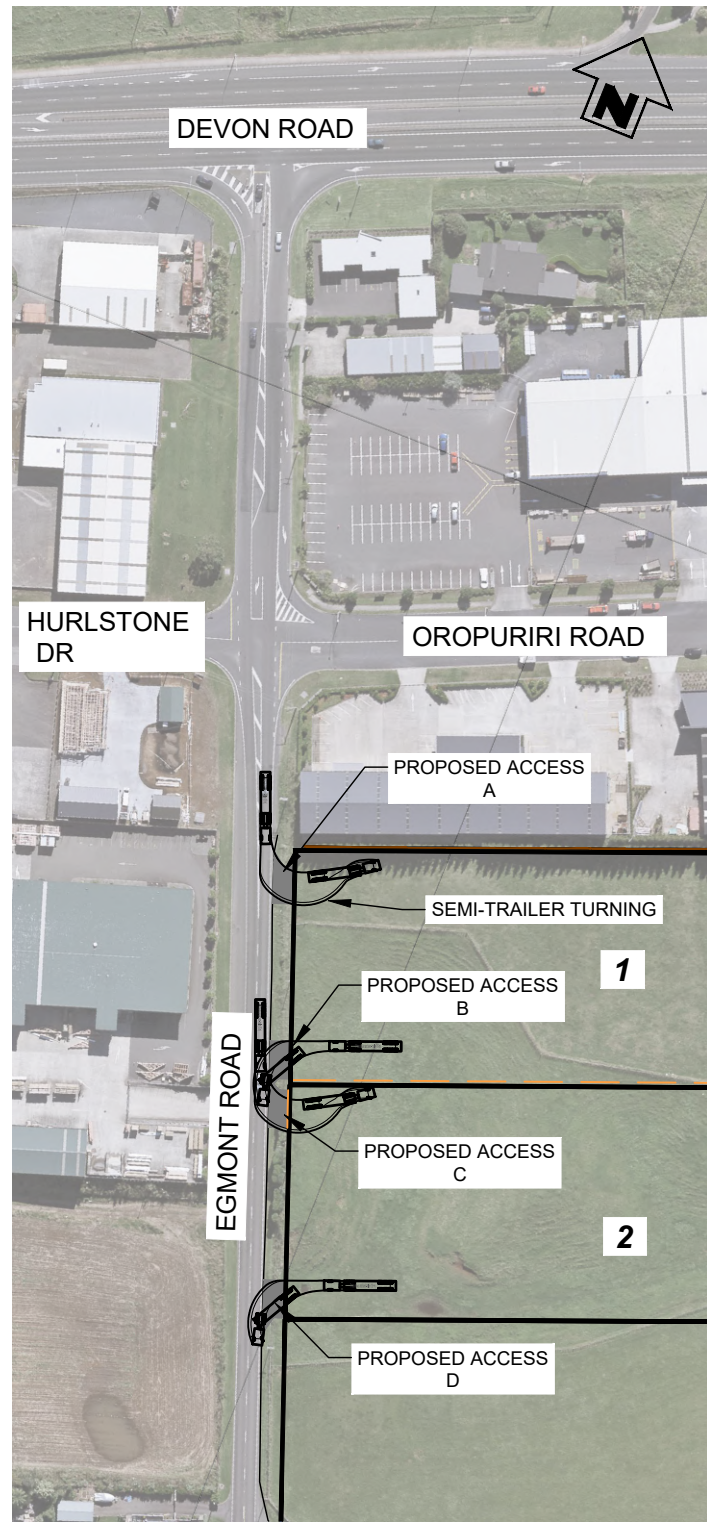 DEVON ROAD
N
HURLSTONE
DR
OROPURIRI ROAD
PROPOSED ACCESS
A
SEMI-TRAILER TURNING
1
PROPOSED ACCESS
B
EGMONT ROAD
PROPOSED ACCESS
C
2
PROPOSED ACCESS
D